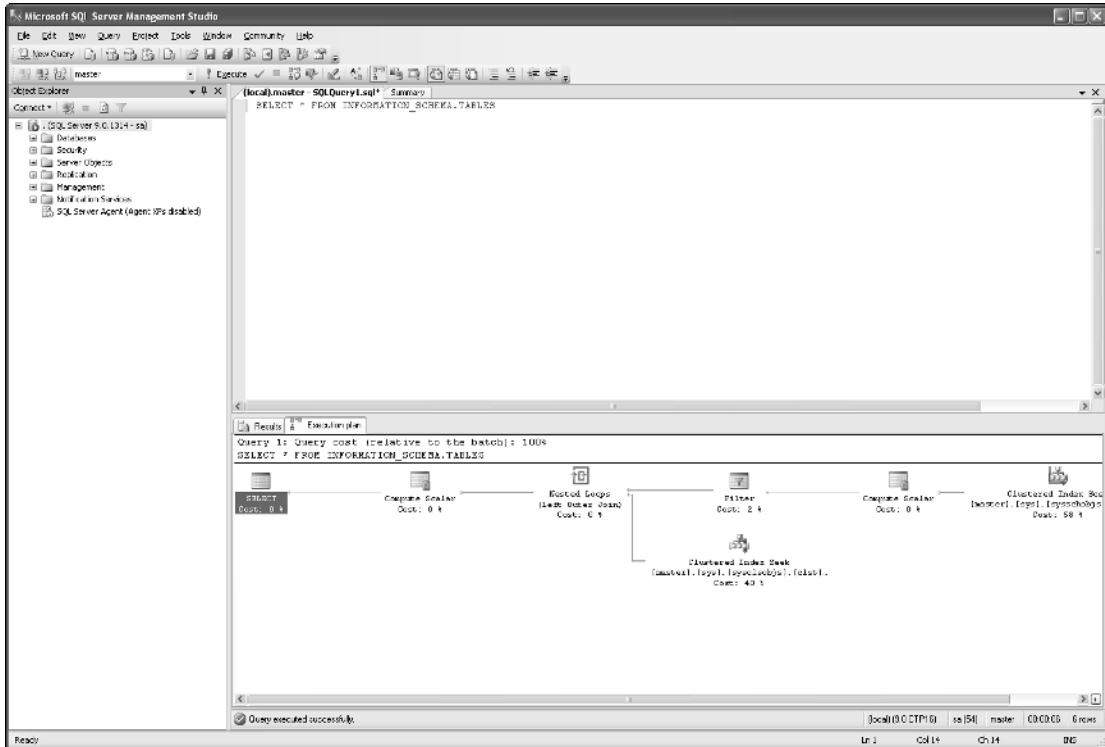 Microsoft SQL Server Management Studio
File Edit View Query Project Tools Window Community Help
New Query
master
Execute
Object Explorer
(local).master - SQLQuery1.sql* Summary
Connect
SELECT * FROM INFORMATION_SCHEMA.TABLES
. (SQL Server 9.0.1314 - sa)
Databases
Security
Server Objects
Replication
Management
Notification Services
SQL Server Agent (Agent XPs disabled)
Results Execution plan
Query 1: Query cost (relative to the batch): 100%
SELECT * FROM INFORMATION_SCHEMA.TABLES
SELECT
Cost: 0 %
Compute Scalar
Cost: 0 %
Nested Loops
(Left Outer Join)
Cost: 0 %
Filter
Cost: 2 %
Compute Scalar
Cost: 0 %
Clustered Index Sca
[master].[sys].[sysschobjs
Cost: 58 %
Clustered Index Seek
[master].[sys].[sysclsobjs].[clst]..
Cost: 40 %
Query executed successfully.
(local) (9.0 CTP16) sa (54) master 00:00:06 6 rows
Ready
Ln 1 Col 14 Ch 14 INS